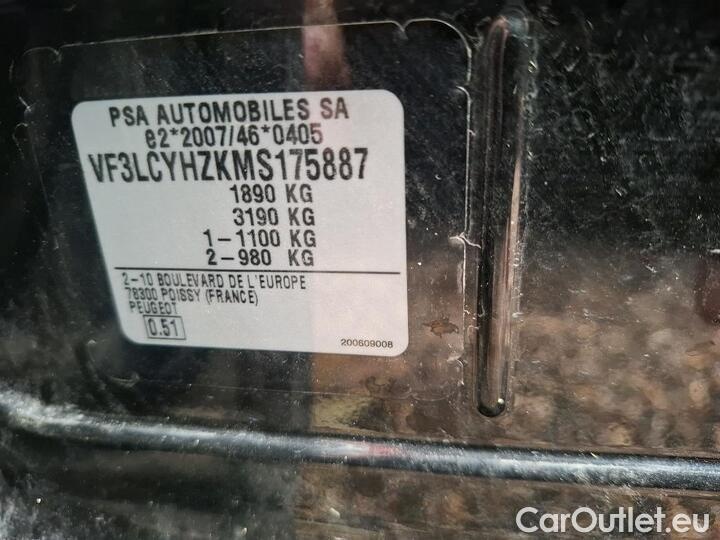 PSA AUTOMOBILES SA
e2*2007/46*0405
VF3LCYHZKMS175887
1890 KG
3190 KG
1-1100 KG
2-980 KG
2-10 BOULEVARD DE L'EUROPE
78300 POISSY (FRANCE)
PEUGEOT
0.51
200609008
CarOutlet.eu